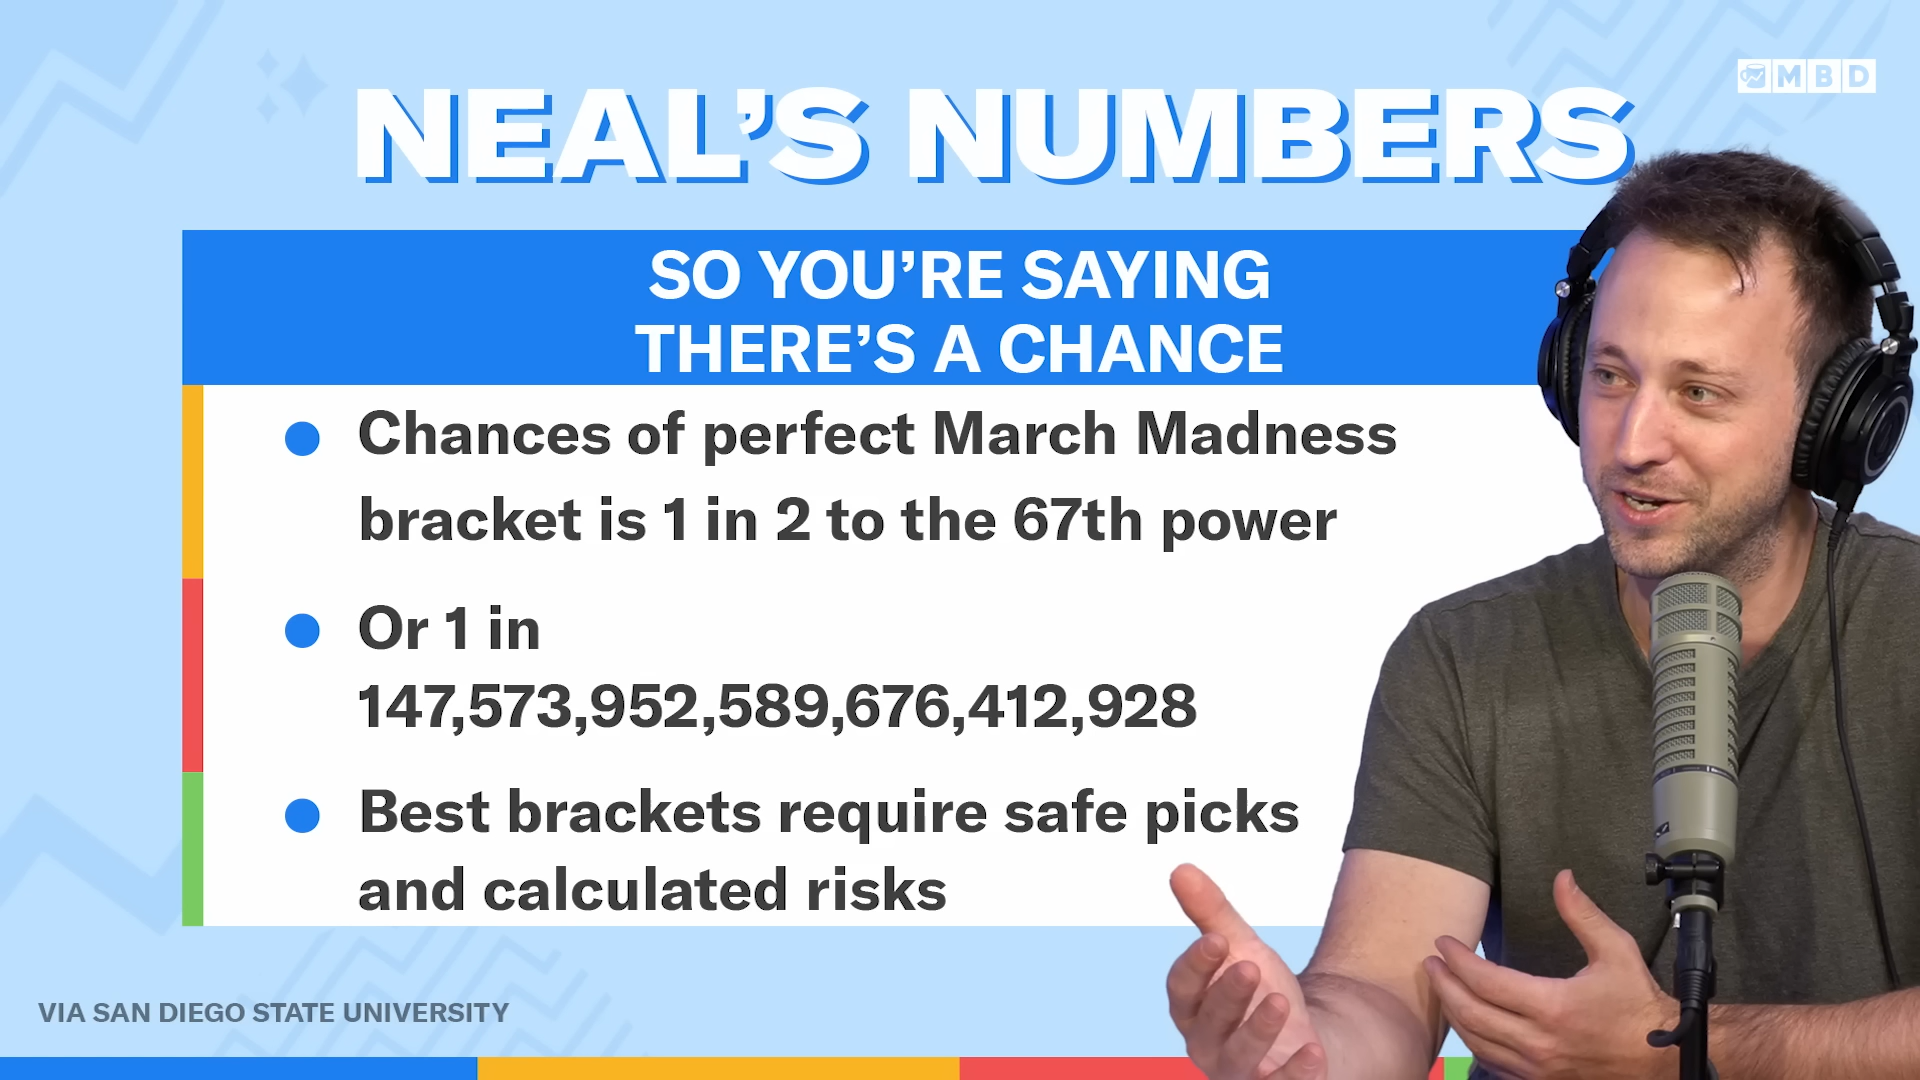 MBD
NEAL’S NUMBERS
SO YOU’RE SAYING
THERE’S A CHANCE
Chances of perfect March Madness
bracket is 1 in 2 to the 67th power
Or 1 in
147,573,952,589,676,412,928
Best brackets require safe picks
and calculated risks
VIA SAN DIEGO STATE UNIVERSITY